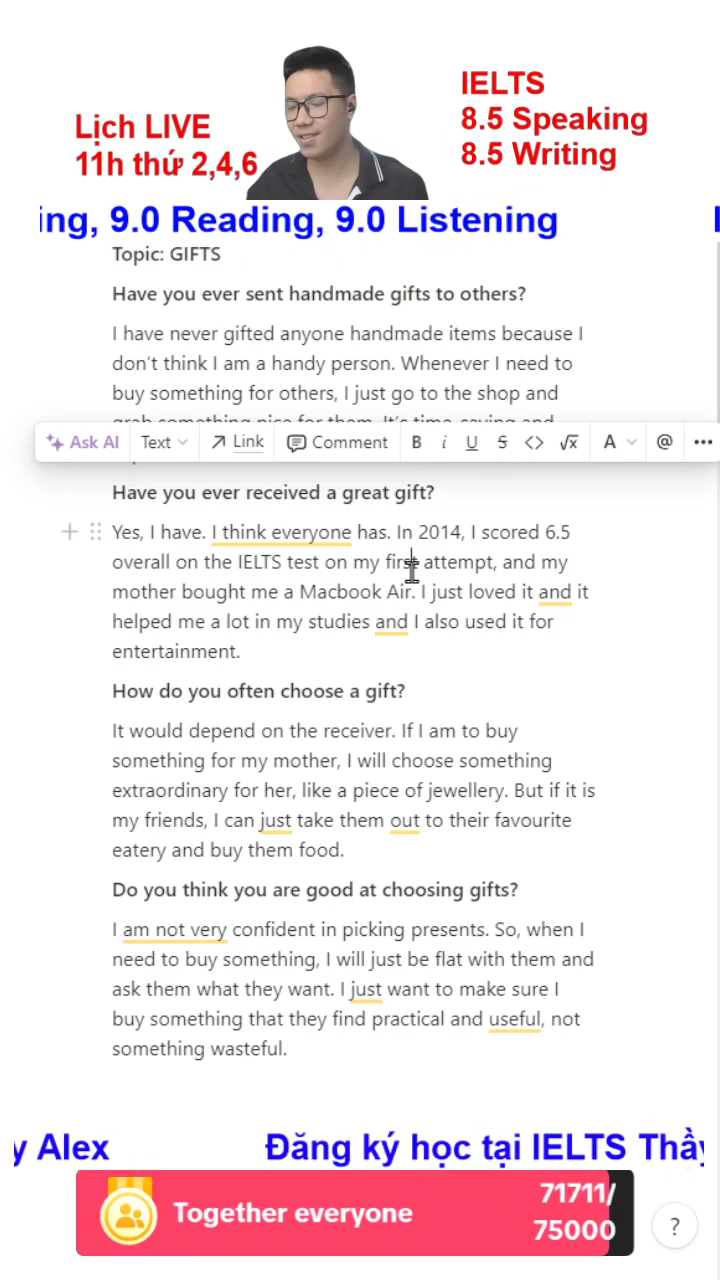 Lịch LIVE
11h thứ 2,4,6
IELTS
8.5 Speaking
8.5 Writing
ing, 9.0 Reading, 9.0 Listening
Topic: GIFTS
Have you ever sent handmade gifts to others?
I have never gifted anyone handmade items because I
don't think I am a handy person. Whenever I need to
buy something for others, I just go to the shop and
grab something nice for them. It's time-saving and
Ask AI Text Link Comment B i U S <> √x A @ •••
Have you ever received a great gift?
Yes, I have. I think everyone has. In 2014, I scored 6.5
overall on the IELTS test on my first attempt, and my
mother bought me a Macbook Air. I just loved it and it
helped me a lot in my studies and I also used it for
entertainment.
How do you often choose a gift?
It would depend on the receiver. If I am to buy
something for my mother, I will choose something
extraordinary for her, like a piece of jewellery. But if it is
my friends, I can just take them out to their favourite
eatery and buy them food.
Do you think you are good at choosing gifts?
I am not very confident in picking presents. So, when I
need to buy something, I will just be flat with them and
ask them what they want. I just want to make sure I
buy something that they find practical and useful, not
something wasteful.
y Alex Đăng ký học tại IELTS Thầy
Together everyone
71711/
75000
?